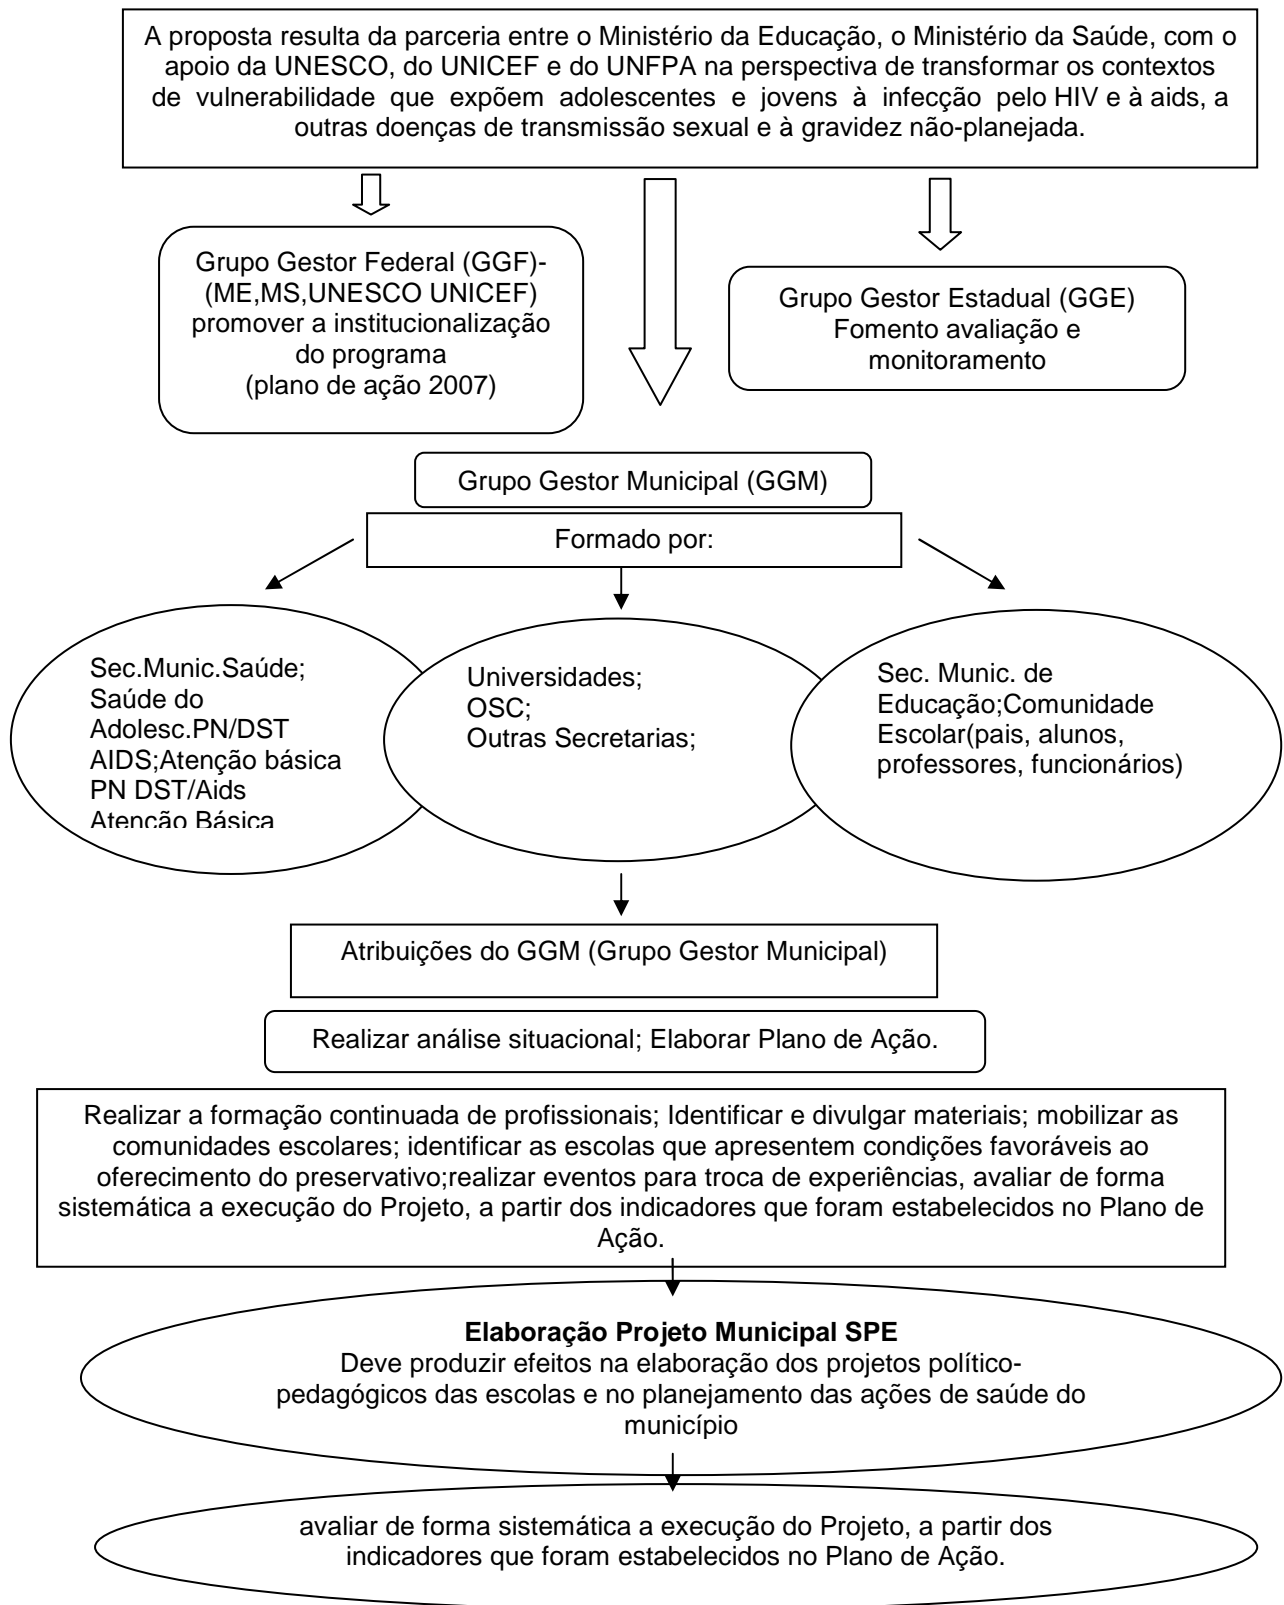 A proposta resulta da parceria entre o Ministério da Educação, o Ministério da Saúde, com o
apoio da UNESCO, do UNICEF e do UNFPA na perspectiva de transformar os contextos
de vulnerabilidade que expõem adolescentes e jovens à infecção pelo HIV e à aids, a
outras doenças de transmissão sexual e à gravidez não-planejada.
Grupo Gestor Federal (GGF)-
(ME,MS,UNESCO UNICEF)
promover a institucionalização
do programa
(plano de ação 2007)
Grupo Gestor Estadual (GGE)
Fomento avaliação e
monitoramento
Grupo Gestor Municipal (GGM)
Formado por:
Sec.Munic.Saúde;
Saúde do
Adolesc.PN/DST
AIDS;Atenção básica
PN DST/Aids
Atenção Básica
Universidades;
OSC;
Outras Secretarias;
Sec. Munic. de
Educação;Comunidade
Escolar(pais, alunos,
professores, funcionários)
Atribuições do GGM (Grupo Gestor Municipal)
Realizar análise situacional; Elaborar Plano de Ação.
Realizar a formação continuada de profissionais; Identificar e divulgar materiais; mobilizar as
comunidades escolares; identificar as escolas que apresentem condições favoráveis ao
oferecimento do preservativo;realizar eventos para troca de experiências, avaliar de forma
sistemática a execução do Projeto, a partir dos indicadores que foram estabelecidos no Plano de
Ação.
Elaboração Projeto Municipal SPE
Deve produzir efeitos na elaboração dos projetos político-
pedagógicos das escolas e no planejamento das ações de saúde do
município
avaliar de forma sistemática a execução do Projeto, a partir dos
indicadores que foram estabelecidos no Plano de Ação.